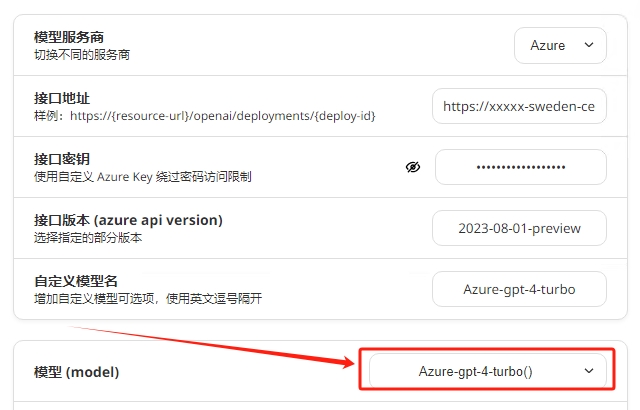 模型服务商
切换不同的服务商
Azure
接口地址
样例：https://{resource-url}/openai/deployments/{deploy-id}
https://xxxxx-sweden-ce
接口密钥
使用自定义 Azure Key 绕过密码访问限制
••••••••••••••••••
接口版本 (azure api version)
选择指定的部分版本
2023-08-01-preview
自定义模型名
增加自定义模型可选项，使用英文逗号隔开
Azure-gpt-4-turbo
模型 (model)
Azure-gpt-4-turbo()